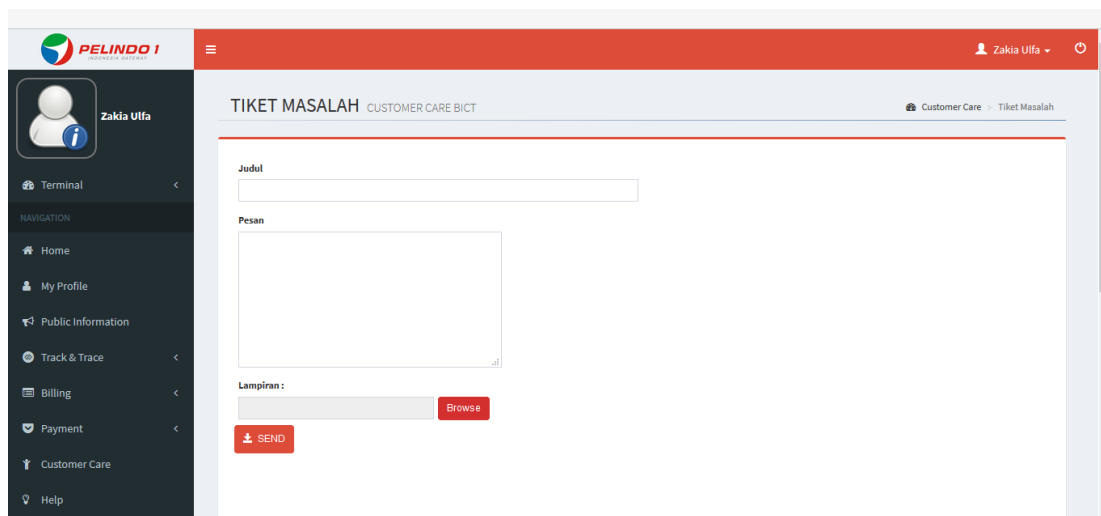 PELINDO 1
INDONESIA GATEWAY
Zakia Ulfa
Zakia Ulfa
Terminal
NAVIGATION
Home
My Profile
Public Information
Track & Trace
Billing
Payment
Customer Care
Help
TIKET MASALAH CUSTOMER CARE BICT
Customer Care > Tiket Masalah
Judul
Pesan
Lampiran :
Browse
SEND